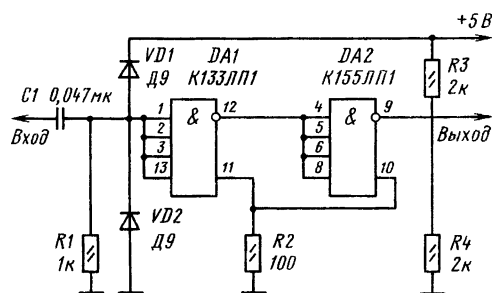 +5 В
VD1
Д9
DA1
К133ЛП1
DA2
К155ЛП1
R3
2к
C1 0,047мк
Вход
1
2
3
13
&
12
11
4
5
6
8
&
9
10
Выход
R1
1к
VD2
Д9
R2
100
R4
2к